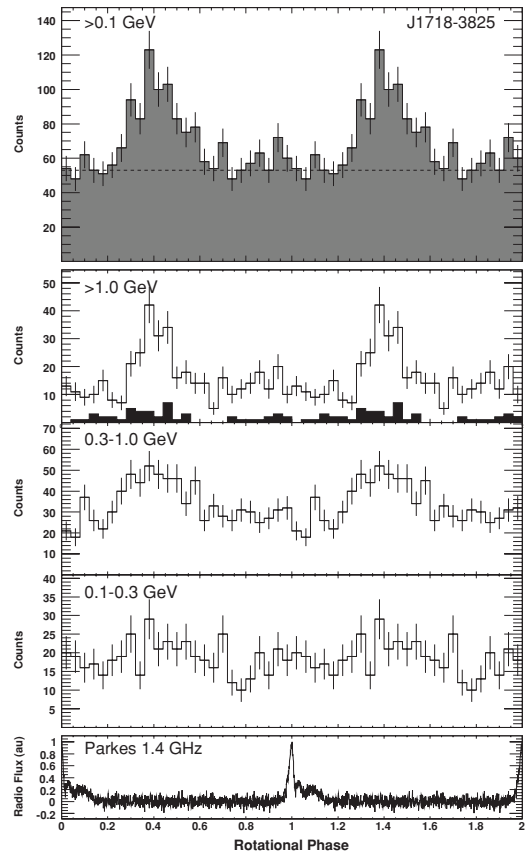 >0.1 GeV J1718-3825
140
120
100
80
60
40
20
Counts
>1.0 GeV
50
40
30
20
10
Counts
0.3-1.0 GeV
70
60
50
40
30
20
10
Counts
0.1-0.3 GeV
40
35
30
25
20
15
10
5
Counts
Parkes 1.4 GHz
1
0.8
0.6
0.4
0.2
0
-0.2
Radio Flux (au)
0 0.2 0.4 0.6 0.8 1 1.2 1.4 1.6 1.8 2
Rotational Phase